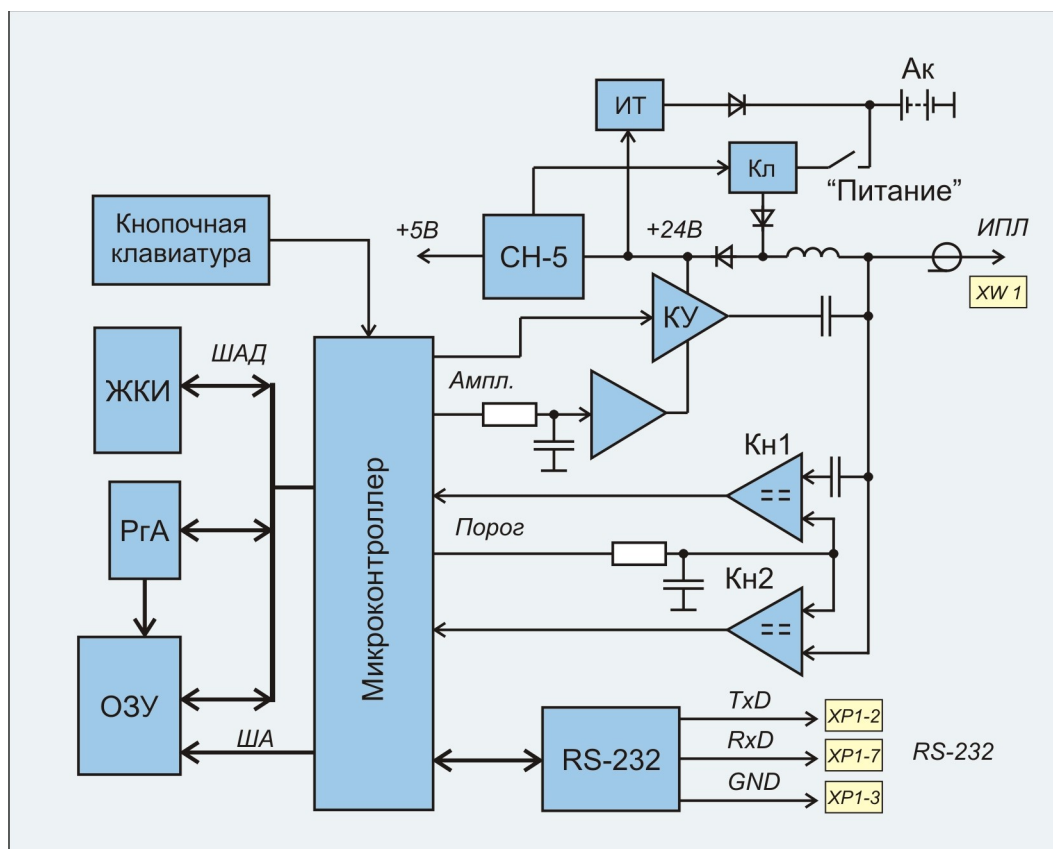 Ак
ИТ
Кл
“Питание”
Кнопочная
клавиатура
+5В
СН-5
+24В
ИПЛ
XW 1
КУ
ШАД
ЖКИ
Ампл.
Микроконтроллер
Кн1
==
РгА
Порог
Кн2
==
ОЗУ
ША
RS-232
TxD
XP1-2
RxD
XP1-7
RS-232
GND
XP1-3